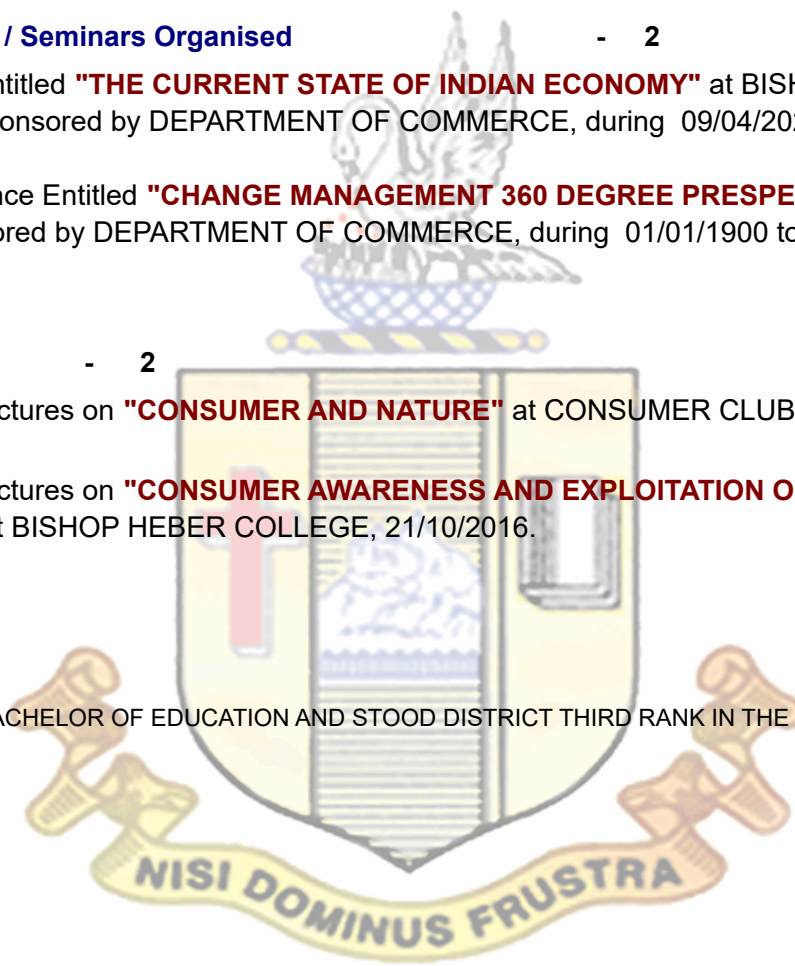 / Seminars Organised - 2
ntitled "THE CURRENT STATE OF INDIAN ECONOMY" at BISH
onsored by DEPARTMENT OF COMMERCE, during 09/04/202
nce Entitled "CHANGE MANAGEMENT 360 DEGREE PRESPE
ored by DEPARTMENT OF COMMERCE, during 01/01/1900 to
- 2
ctures on "CONSUMER AND NATURE" at CONSUMER CLUB
ctures on "CONSUMER AWARENESS AND EXPLOITATION O
t BISHOP HEBER COLLEGE, 21/10/2016.
ACHELOR OF EDUCATION AND STOOD DISTRICT THIRD RANK IN THE
NISI DOMINUS FRUSTRA